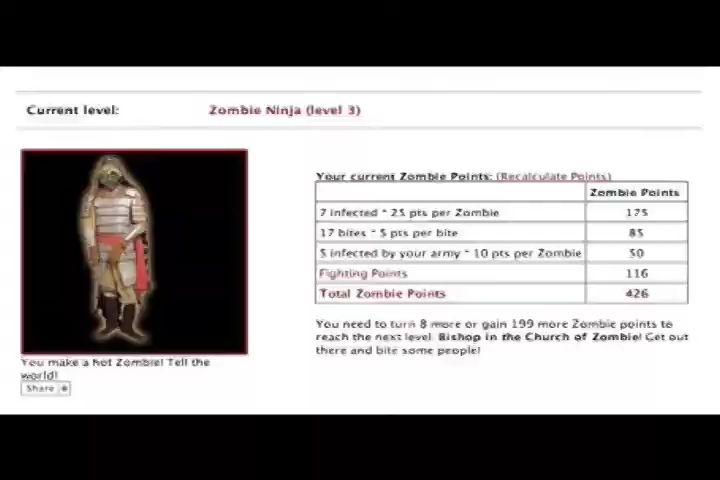 Current level: Zombie Ninja (level 3)
Your current Zombie Points: (Recalculate Points)
Zombie Points
7 infected * 25 pts per Zombie 175
17 bites * 5 pts per bite 85
5 infected by your army * 10 pts per Zombie 50
Fighting Points 116
Total Zombie Points 426
You need to turn 8 more or gain 199 more Zombie points to
reach the next level: Bishop in the Church of Zombie! Get out
there and bite some people!
You make a hot Zombie! Tell the
world!
Share +